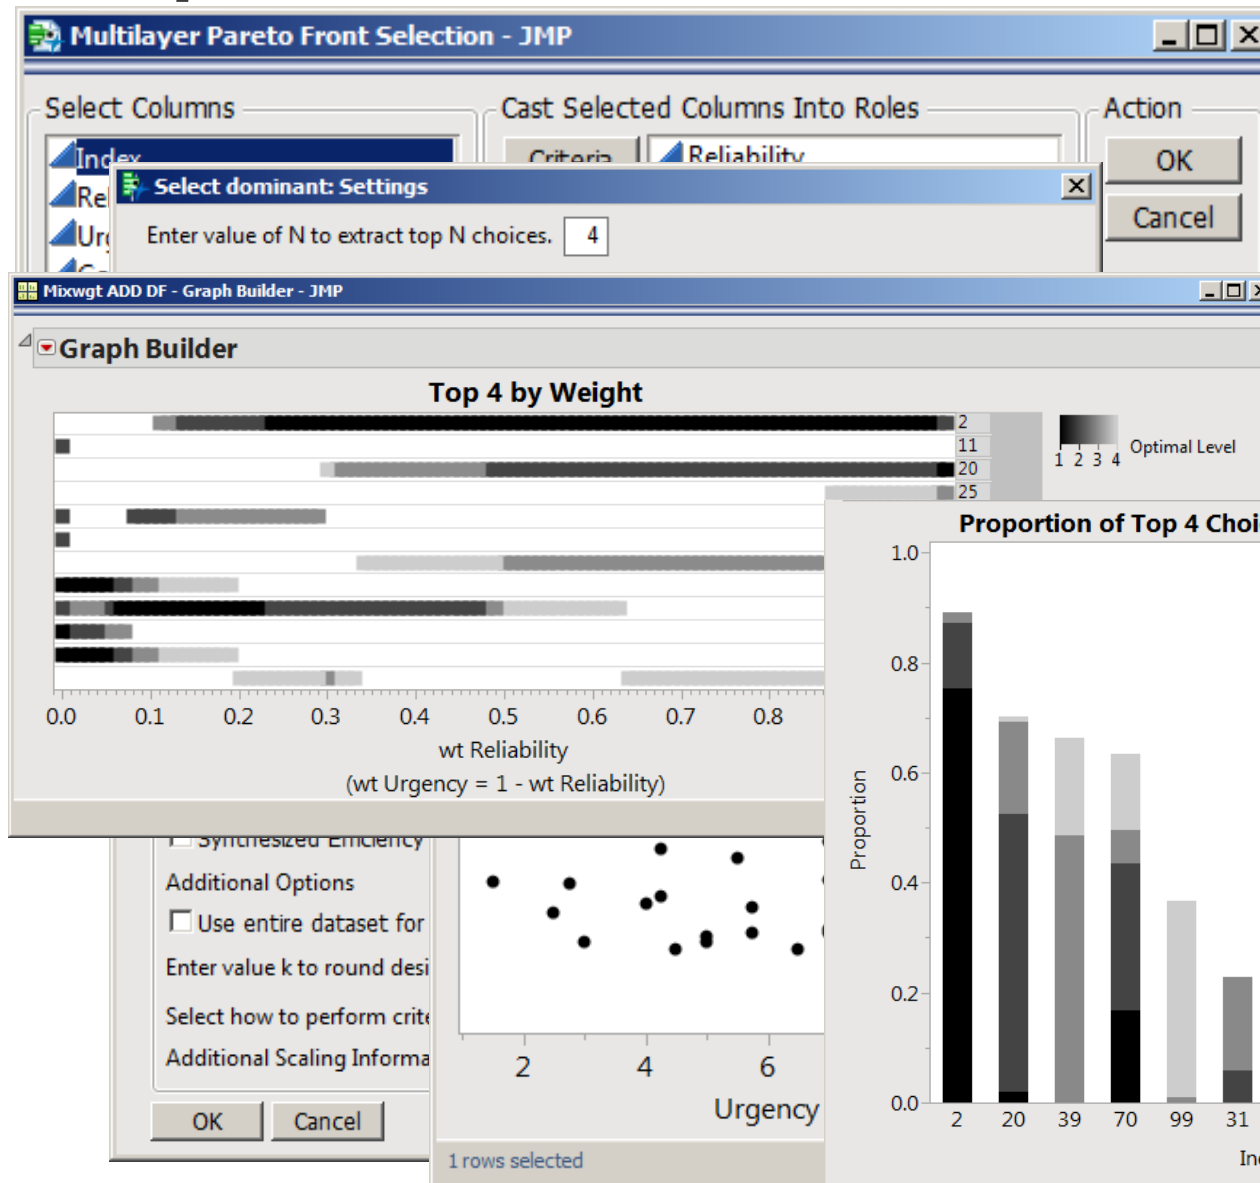 Multilayer Pareto Front Selection - JMP
Select Columns
Cast Selected Columns Into Roles
Action
Index
Criteria
Reliability
OK
Rel
Select dominant: Settings
Cancel
Urg
Enter value of N to extract top N choices. 4
Mixwgt ADD DF - Graph Builder - JMP
Graph Builder
Top 4 by Weight
2
11
20
25
1 2 3 4 Optimal Level
0.0 0.1 0.2 0.3 0.4 0.5 0.6 0.7 0.8
wt Reliability
(wt Urgency = 1 - wt Reliability)
Proportion of Top 4 Choi
1.0
0.8
0.6
0.4
0.2
0.0
Proportion
2 20 39 70 99 31
Synthesized Efficiency
Additional Options
Use entire dataset for
Enter value k to round desi
Select how to perform crite
Additional Scaling Informa
OK Cancel
2 4 6
Urgency
1 rows selected